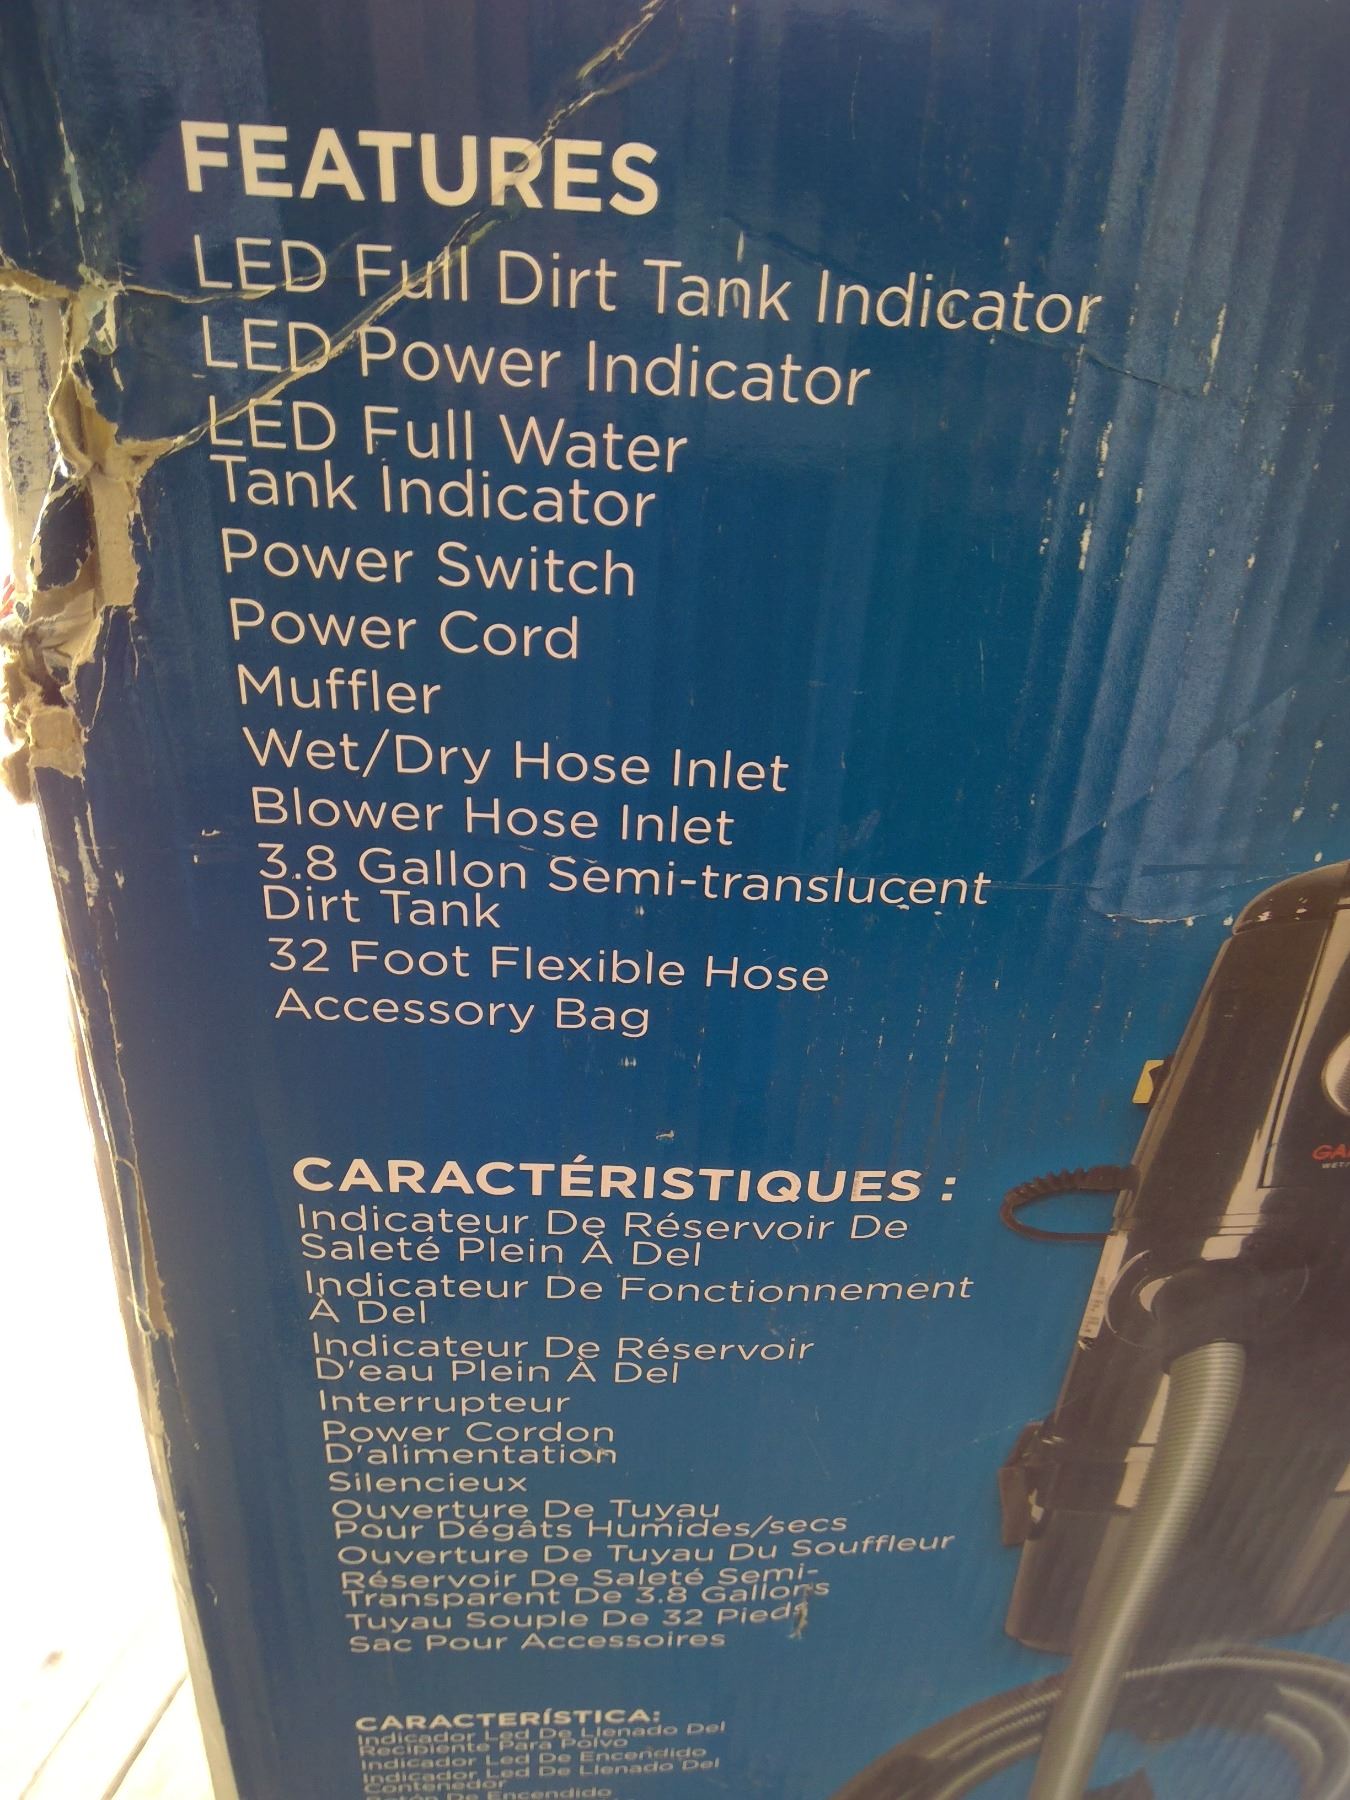 FEATURES
LED Full Dirt Tank Indicator
LED Power Indicator
LED Full Water
Tank Indicator
Power Switch
Power Cord
Muffler
Wet/Dry Hose Inlet
Blower Hose Inlet
3.8 Gallon Semi-translucent
Dirt Tank
32 Foot Flexible Hose
Accessory Bag
CARACTÉRISTIQUES :
Indicateur De Réservoir De
Saleté Plein À Del
Indicateur De Fonctionnement
À Del
Indicateur De Réservoir
D'eau Plein À Del
Interrupteur
Power Cordon
D'alimentation
Silencieux
Ouverture De Tuyau
Pour Dégâts Humides/secs
Ouverture De Tuyau Du Souffleur
Réservoir De Saleté Semi-
Transparent De 3.8 Gallons
Tuyau Souple De 32 Pieds
Sac Pour Accessoires
CARACTERÍSTICA:
Indicador Led De Llenado Del
Recipiente Para Polvo
Indicador Led De Encendido
Indicador Led De Llenado Del
Contenedor
Botón De Encendido